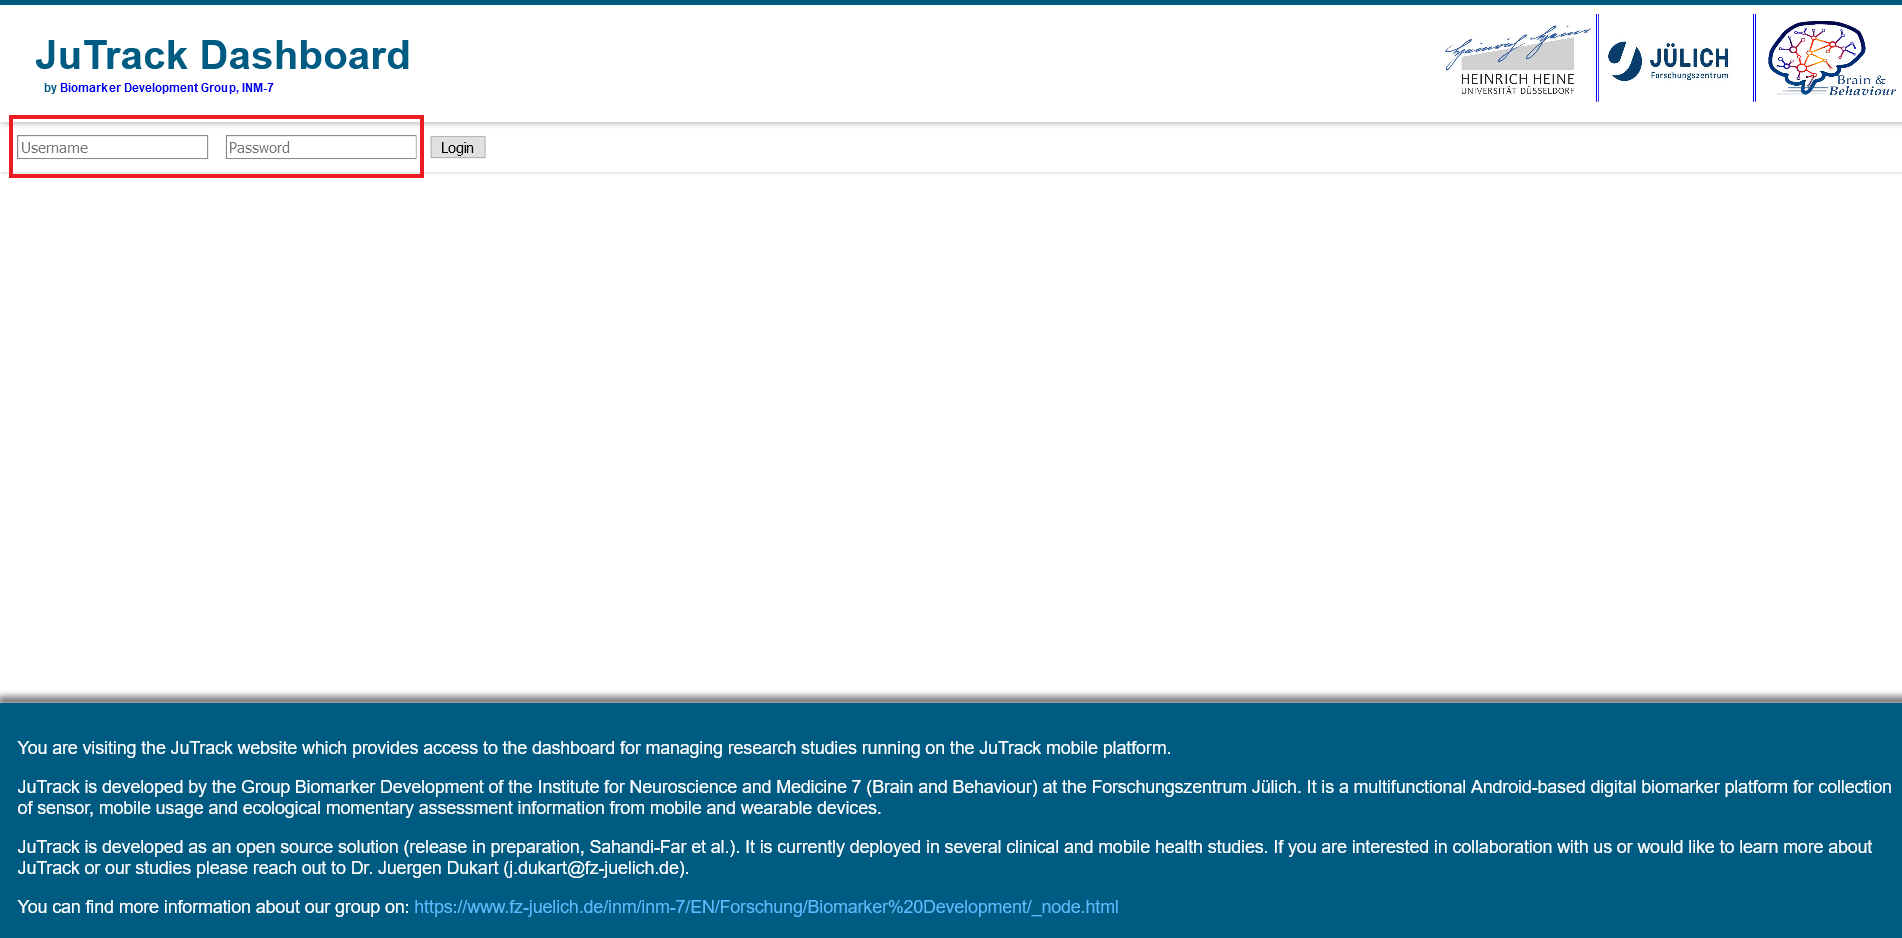 JuTrack Dashboard
by Biomarker Development Group, INM-7
HEINRICH HEINE
UNIVERSITÄT DÜSSELDORF
JÜLICH
Forschungszentrum
Brain &
Behaviour
Username
Password
Login
You are visiting the JuTrack website which provides access to the dashboard for managing research studies running on the JuTrack mobile platform.
JuTrack is developed by the Group Biomarker Development of the Institute for Neuroscience and Medicine 7 (Brain and Behaviour) at the Forschungszentrum Jülich. It is a multifunctional Android-based digital biomarker platform for collection
of sensor, mobile usage and ecological momentary assessment information from mobile and wearable devices.
JuTrack is developed as an open source solution (release in preparation, Sahandi-Far et al.). It is currently deployed in several clinical and mobile health studies. If you are interested in collaboration with us or would like to learn more about
JuTrack or our studies please reach out to Dr. Juergen Dukart (j.dukart@fz-juelich.de).
You can find more information about our group on: https://www.fz-juelich.de/inm/inm-7/EN/Forschung/Biomarker%20Development/_node.html